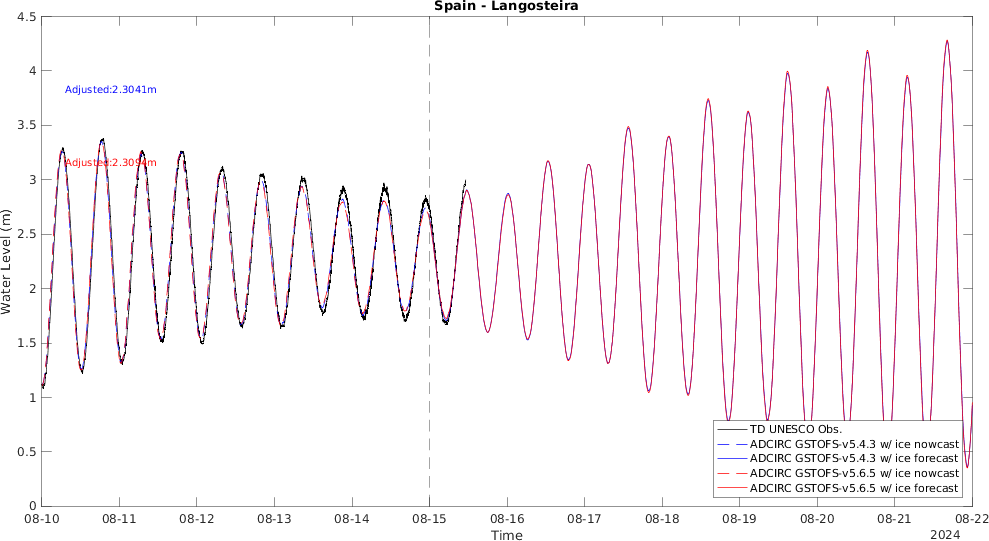 Spain - Langosteira
4.5
4
3.5
3
2.5
2
1.5
1
0.5
0
Water Level (m)
Adjusted:2.3041m
Adjusted:2.3094m
TD UNESCO Obs.
ADCIRC GSTOFS-v5.4.3 w/ ice nowcast
ADCIRC GSTOFS-v5.4.3 w/ ice forecast
ADCIRC GSTOFS-v5.6.5 w/ ice nowcast
ADCIRC GSTOFS-v5.6.5 w/ ice forecast
08-10 08-11 08-12 08-13 08-14 08-15 08-16 08-17 08-18 08-19 08-20 08-21 08-22
Time
2024